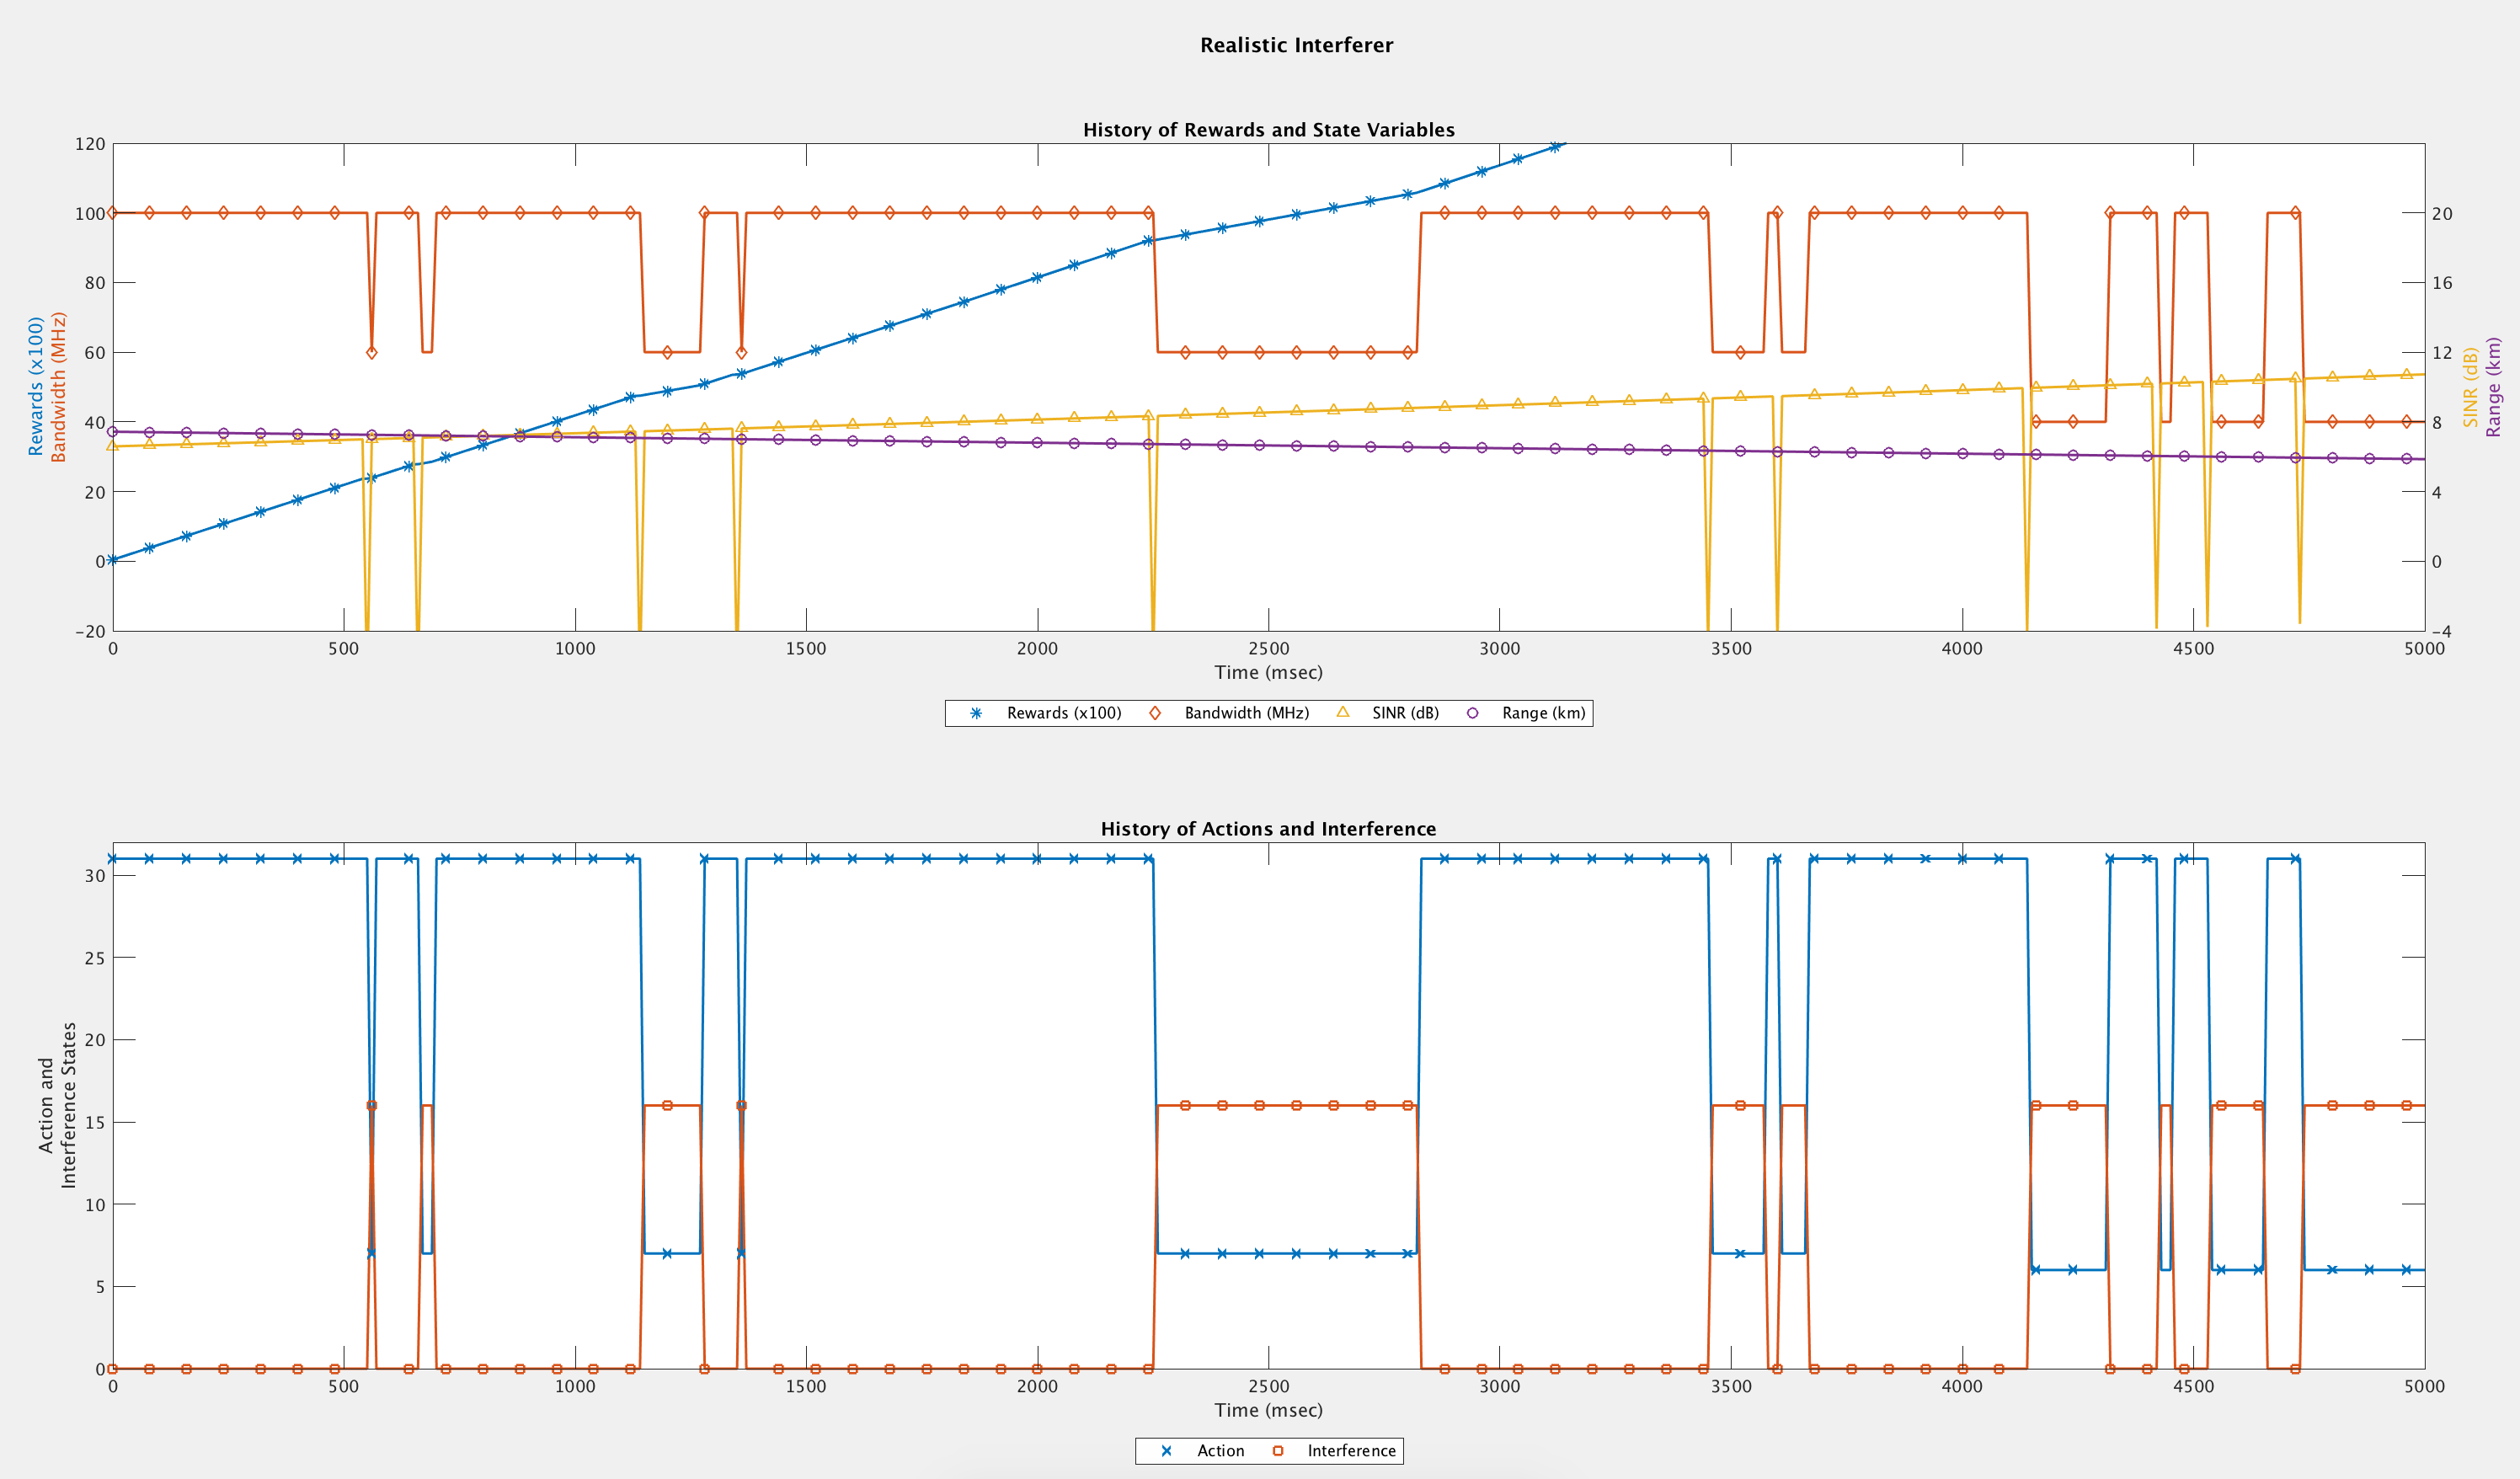 Realistic Interferer
History of Rewards and State Variables
Rewards (x100)
Bandwidth (MHz)
120
100
80
60
40
20
0
−20
20
16
12
8
4
0
−4
SINR (dB)
Range (km)
0 500 1000 1500 2000 2500 3000 3500 4000 4500 5000
Time (msec)
Rewards (x100) Bandwidth (MHz) SINR (dB) Range (km)
History of Actions and Interference
Action and
Interference States
30
25
20
15
10
5
0
0 500 1000 1500 2000 2500 3000 3500 4000 4500 5000
Time (msec)
Action Interference